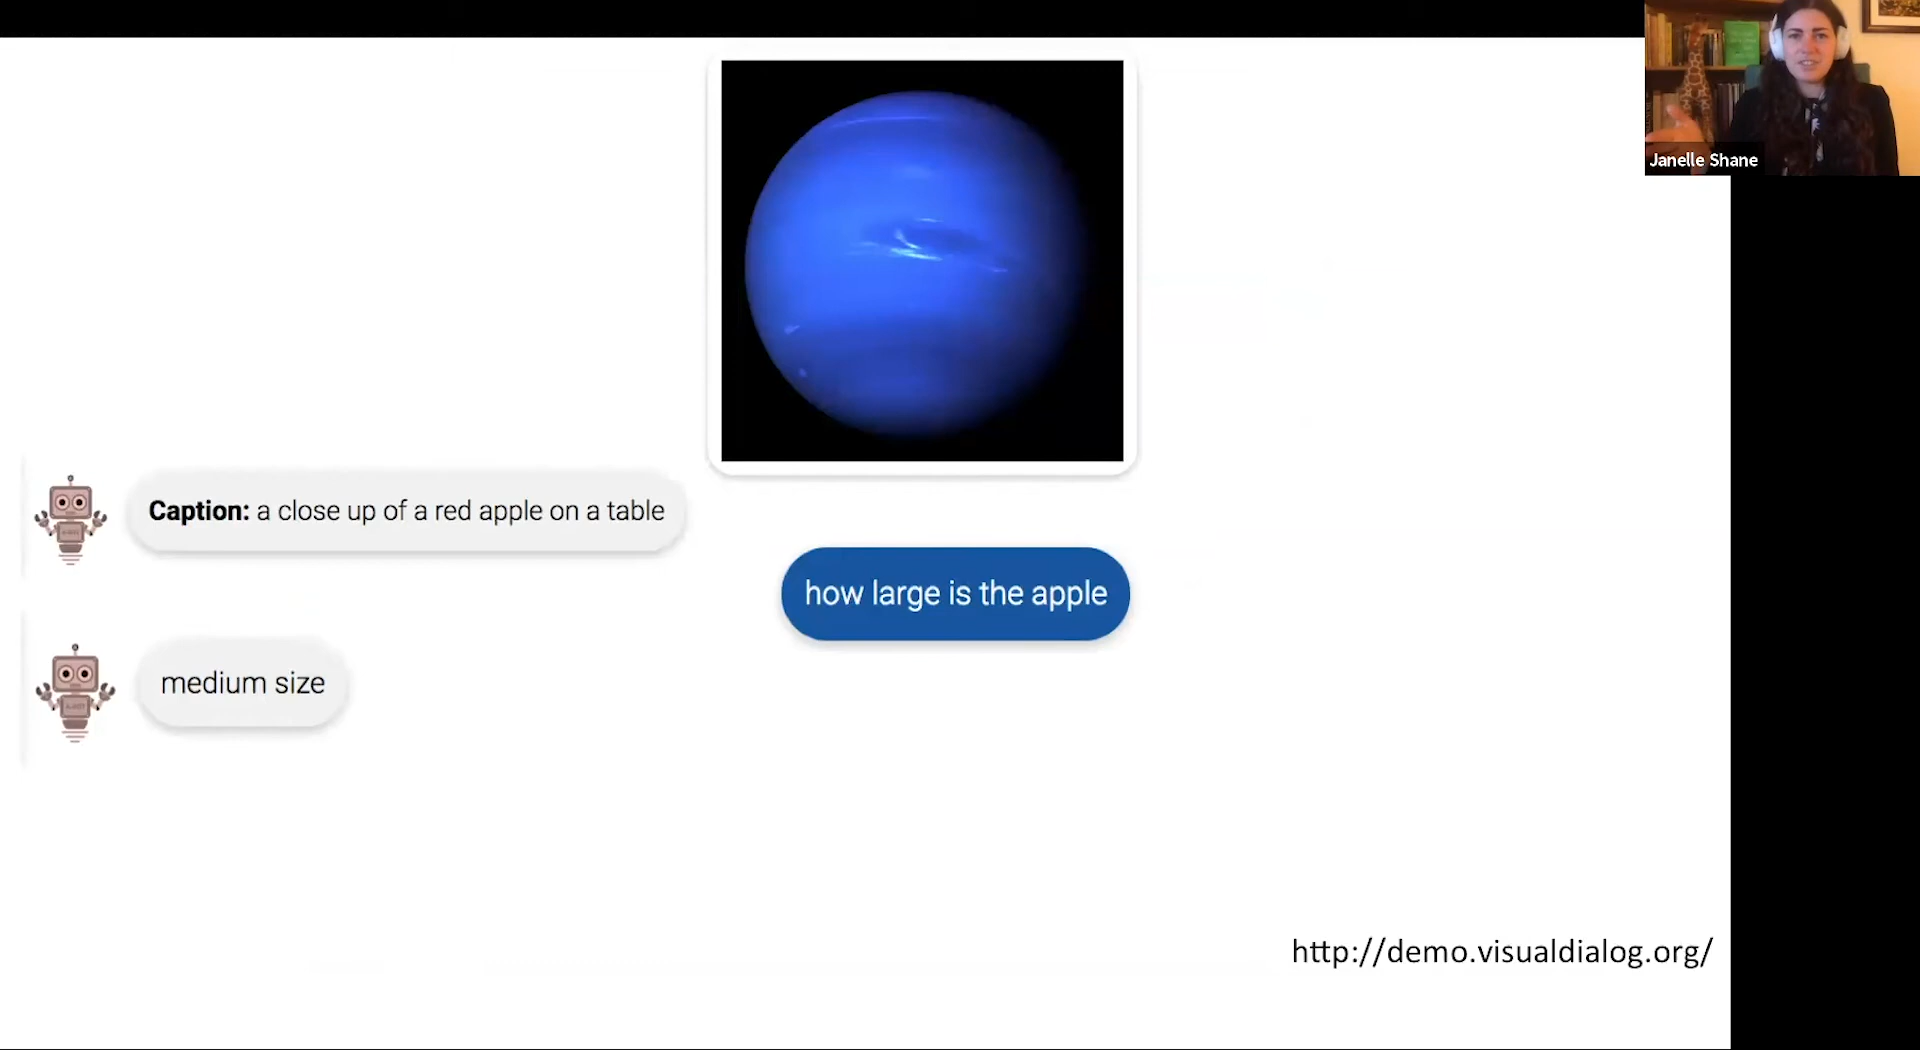 Janelle Shane
Caption: a close up of a red apple on a table
how large is the apple
medium size
http://demo.visualdialog.org/